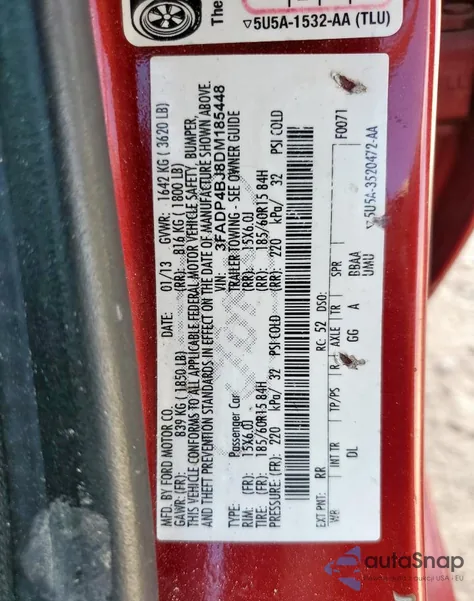 The
▽5U5A-1532-AA (TLU)
MFD. BY FORD MOTOR CO.
DATE: 01/13 GVWR: 1642 KG ( 3620 LB)
GAWR: (FR): 839 KG (1850 LB) (RR): 816 KG (1800 LB)
THIS VEHICLE CONFORMS TO ALL APPLICABLE FEDERAL MOTOR VEHICLE SAFETY, BUMPER,
AND THEFT PREVENTION STANDARDS IN EFFECT ON THE DATE OF MANUFACTURE SHOWN ABOVE.
VIN: 3FADP4BJ8DM185448
TYPE: Passenger Car TRAILER TOWING - SEE OWNER GUIDE
RIM: (FR): 15X6.0J (RR): 15X6.0J
TIRE: (FR): 185/60R15 84H (RR): 185/60R15 84H
PRESSURE: (FR): 220 kPa/ 32 PSI COLD (RR): 220 kPa/ 32 PSI COLD
EXT PNT: RR RC: 52 DSO: F0071
WB INT TR TP/PS R AXLE TR SPR
DL GG A BBAA
UMU
▽5U5A-3520472-AA
autoSnap